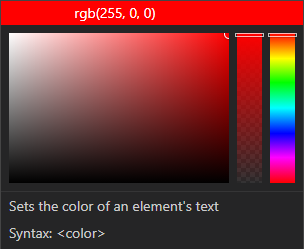 rgb(255, 0, 0)
Sets the color of an element's text
Syntax: <color>